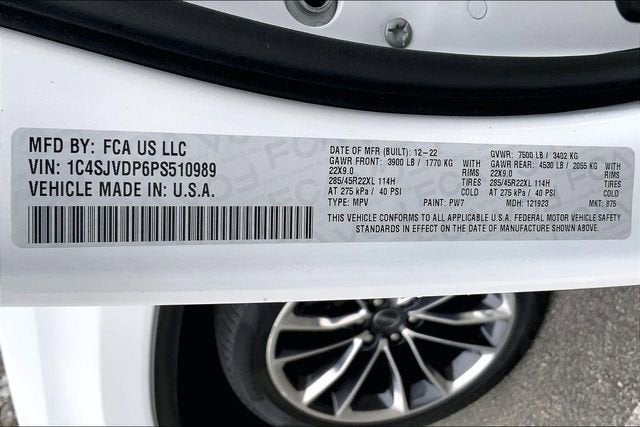 MFD BY: FCA US LLC
VIN: 1C4SJVDP6PS510989
VEHICLE MADE IN: U.S.A.
DATE OF MFR (BUILT): 12-22
GAWR FRONT: 3900 LB / 1770 KG
22X9.0 RIMS
285/45R22XL 114H TIRES
AT 275 kPa / 40 PSI COLD
TYPE: MPV PAINT: PW7
GVWR: 7500 LB / 3402 KG
GAWR REAR: 4530 LB / 2055 KG
22X9.0 RIMS
285/45R22XL 114H TIRES
AT 275 kPa / 40 PSI COLD
MDH: 121923 MKT: 875
THIS VEHICLE CONFORMS TO ALL APPLICABLE U.S.A. FEDERAL MOTOR VEHICLE SAFETY
STANDARDS IN EFFECT ON THE DATE OF MANUFACTURE SHOWN ABOVE.